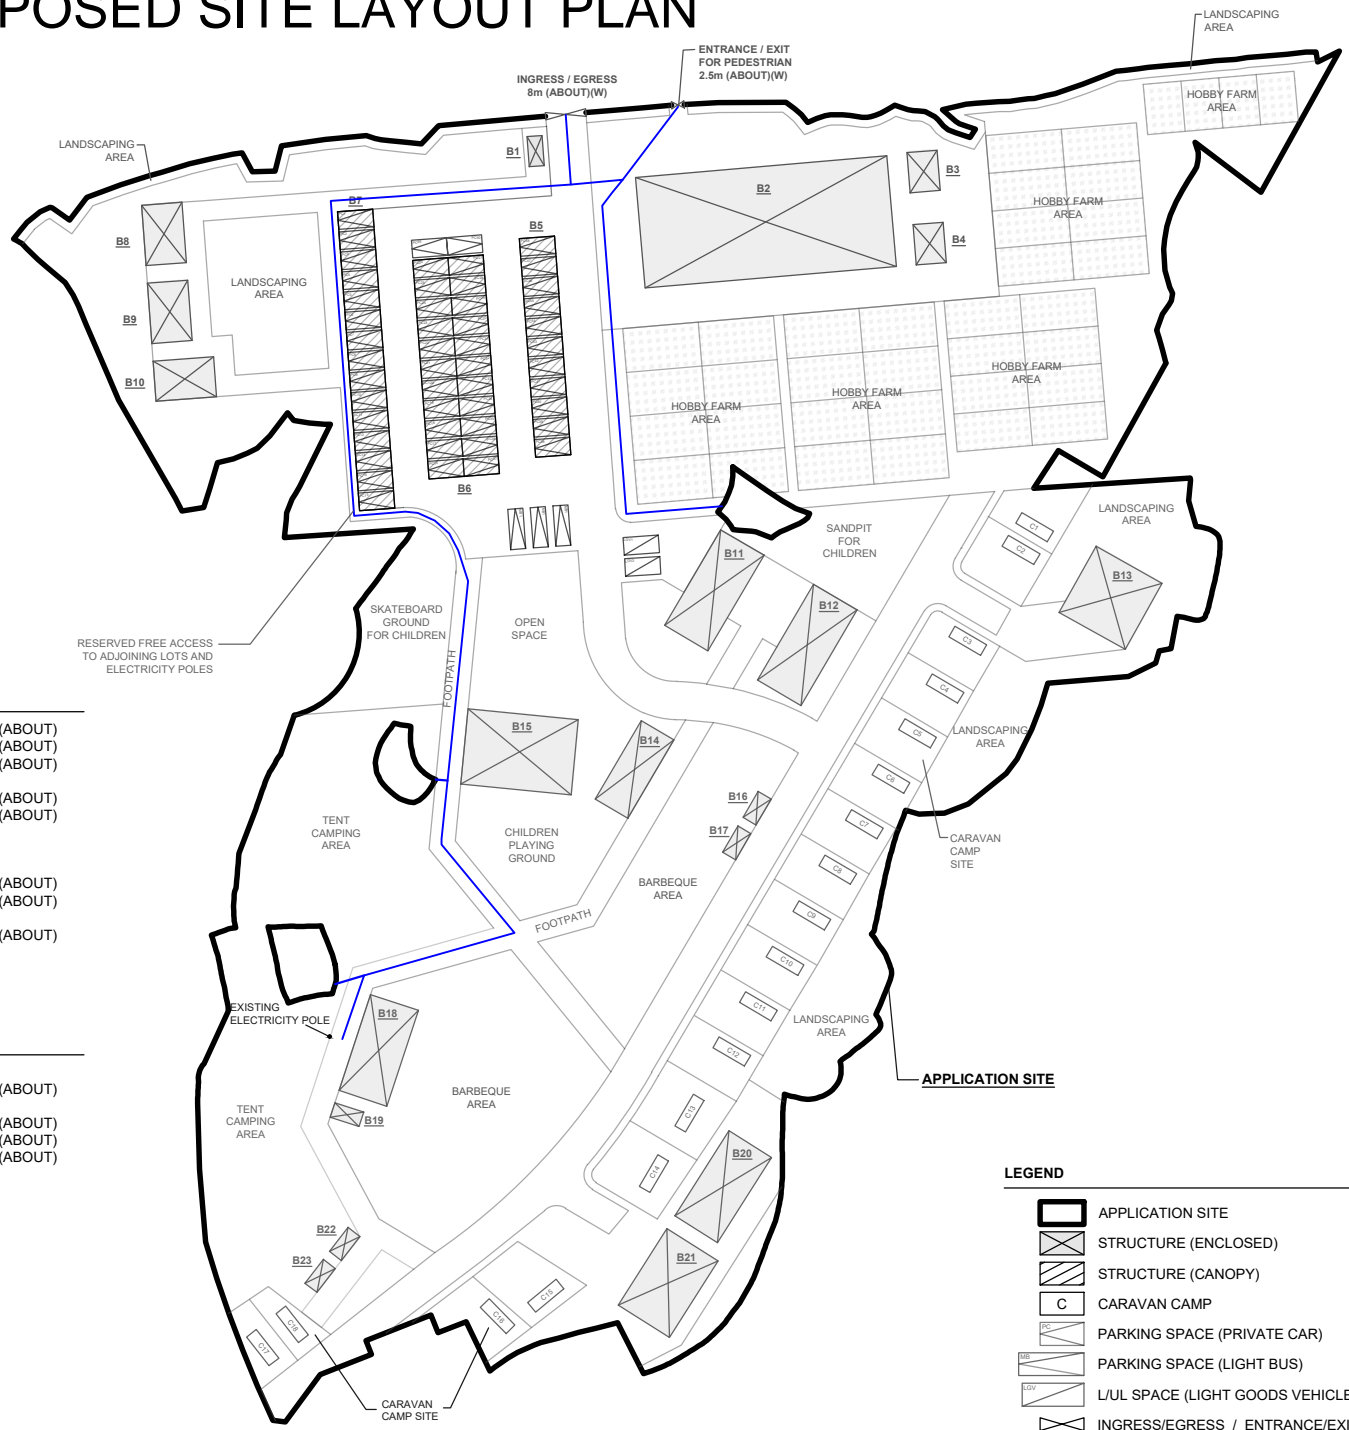 POSED SITE LAYOUT PLAN
LANDSCAPING
AREA
ENTRANCE / EXIT
FOR PEDESTRIAN
2.5m (ABOUT)(W)
INGRESS / EGRESS
8m (ABOUT)(W)
HOBBY FARM
AREA
LANDSCAPING
AREA
B1
B2
B3
B4
HOBBY FARM
AREA
B7
B5
B8
LANDSCAPING
AREA
B9
B10
HOBBY FARM
AREA
HOBBY FARM
AREA
HOBBY FARM
AREA
B6
LANDSCAPING
AREA
SANDPIT
FOR
CHILDREN
C1
C2
B11
B12
B13
SKATEBOARD
GROUND
FOR CHILDREN
OPEN
SPACE
RESERVED FREE ACCESS
TO ADJOINING LOTS AND
ELECTRICITY POLES
FOOTPATH
C3
C4
C5
C6
LANDSCAPING
AREA
B15
B14
(ABOUT)
(ABOUT)
(ABOUT)
(ABOUT)
(ABOUT)
(ABOUT)
(ABOUT)
(ABOUT)
B16
B17
TENT
CAMPING
AREA
CHILDREN
PLAYING
GROUND
C7
C8
C9
C10
CARAVAN
CAMP
SITE
BARBEQUE
AREA
FOOTPATH
EXISTING
ELECTRICITY POLE
B18
C11
C12
LANDSCAPING
AREA
APPLICATION SITE
(ABOUT)
(ABOUT)
(ABOUT)
(ABOUT)
TENT
CAMPING
AREA
B19
BARBEQUE
AREA
C13
C14
B20
B21
B22
B23
C15
C16
C18
C17
CARAVAN
CAMP SITE
LEGEND
APPLICATION SITE
STRUCTURE (ENCLOSED)
STRUCTURE (CANOPY)
C CARAVAN CAMP
PC PARKING SPACE (PRIVATE CAR)
MB PARKING SPACE (LIGHT BUS)
LGV L/UL SPACE (LIGHT GOODS VEHICLE
INGRESS/EGRESS / ENTRANCE/EXI